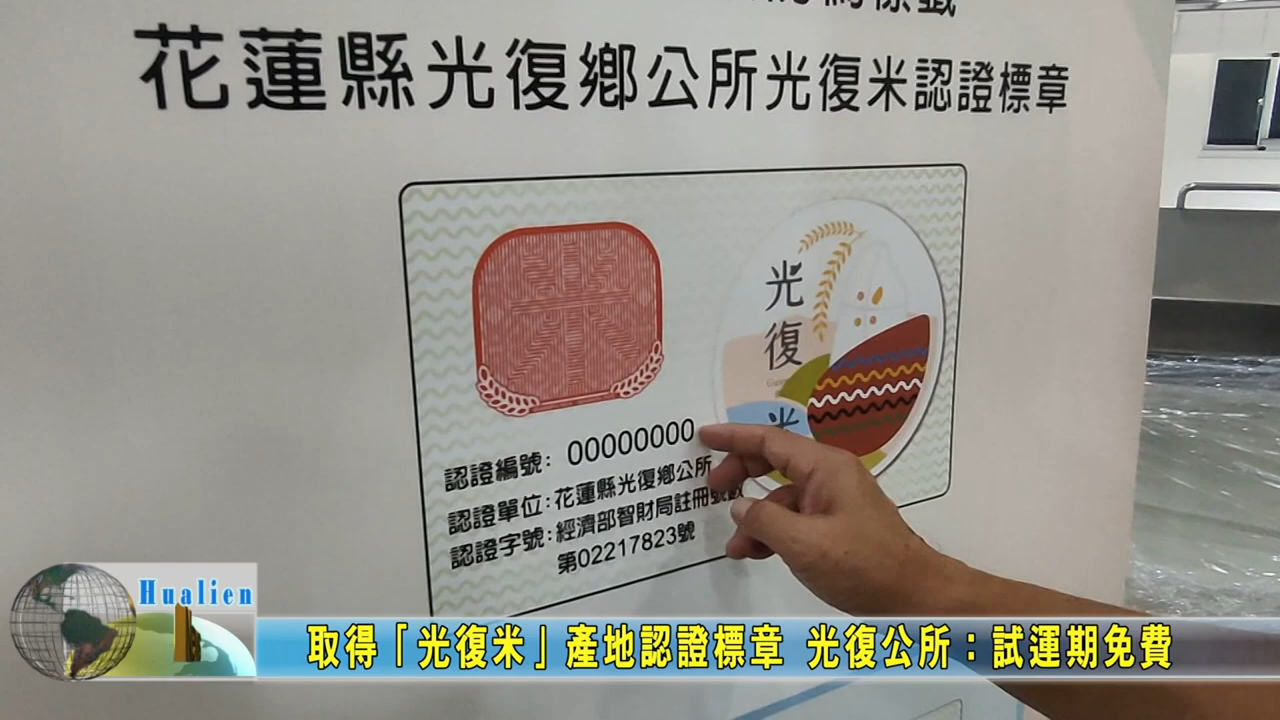 花蓮縣光復鄉公所光復米認證標章
光復
米
認證編號: 00000000
認證單位:花蓮縣光復鄉公所
認證字號:經濟部智財局註冊號數
第02217823號
Hualien
取得「光復米」產地認證標章 光復公所：試運期免費